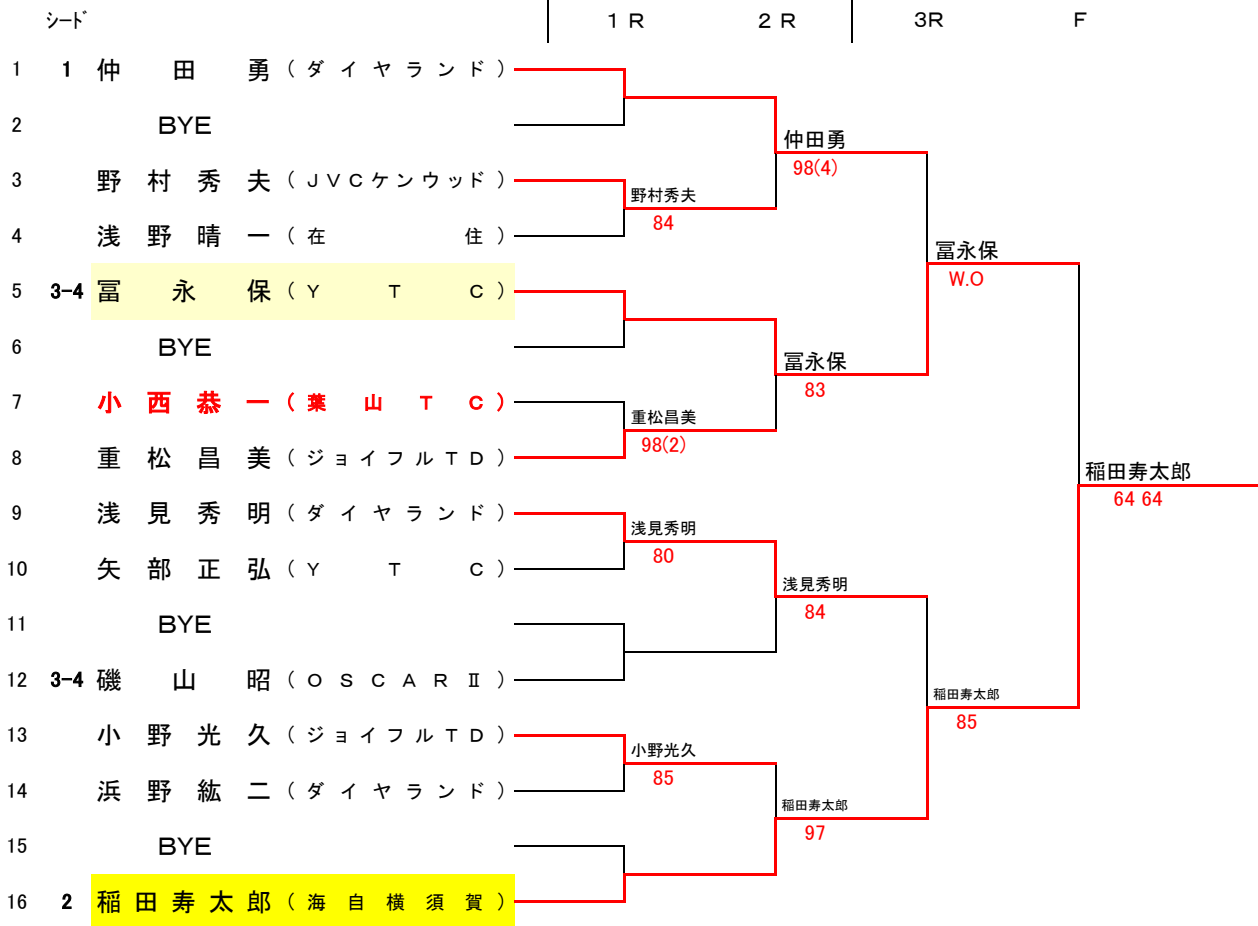 シード 1 R 2 R 3R F
1 1 仲田勇 (ダイヤランド)
2 BYE
仲田勇
98(4)
3 野村秀夫 (JVCケンウッド)
野村秀夫
84
4 浅野晴一 (在住)
冨永保
W.O
5 3-4 冨永保 (YTC)
6 BYE
冨永保
83
7 小西恭一 (葉山TC)
重松昌美
98(2)
8 重松昌美 (ジョイフルTD)
稲田寿太郎
64 64
9 浅見秀明 (ダイヤランド)
浅見秀明
80
10 矢部正弘 (YTC)
浅見秀明
84
11 BYE
12 3-4 磯山昭 (OSCARⅡ)
稲田寿太郎
85
13 小野光久 (ジョイフルTD)
小野光久
85
14 浜野紘二 (ダイヤランド)
稲田寿太郎
97
15 BYE
16 2 稲田寿太郎 (海自横須賀)